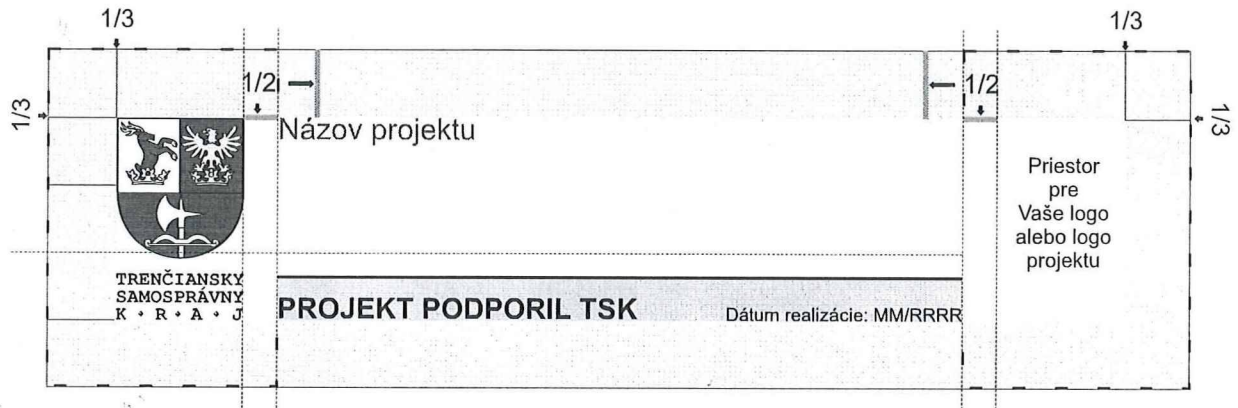 1/3
1/3
1/2
1/2
1/3
1/3
Názov projektu
Priestor
pre
Vaše logo
alebo logo
projektu
TRENČIANSKY
SAMOSPRÁVNY
K • R • A • J
PROJEKT PODPORIL TSK
Dátum realizácie: MM/RRRR